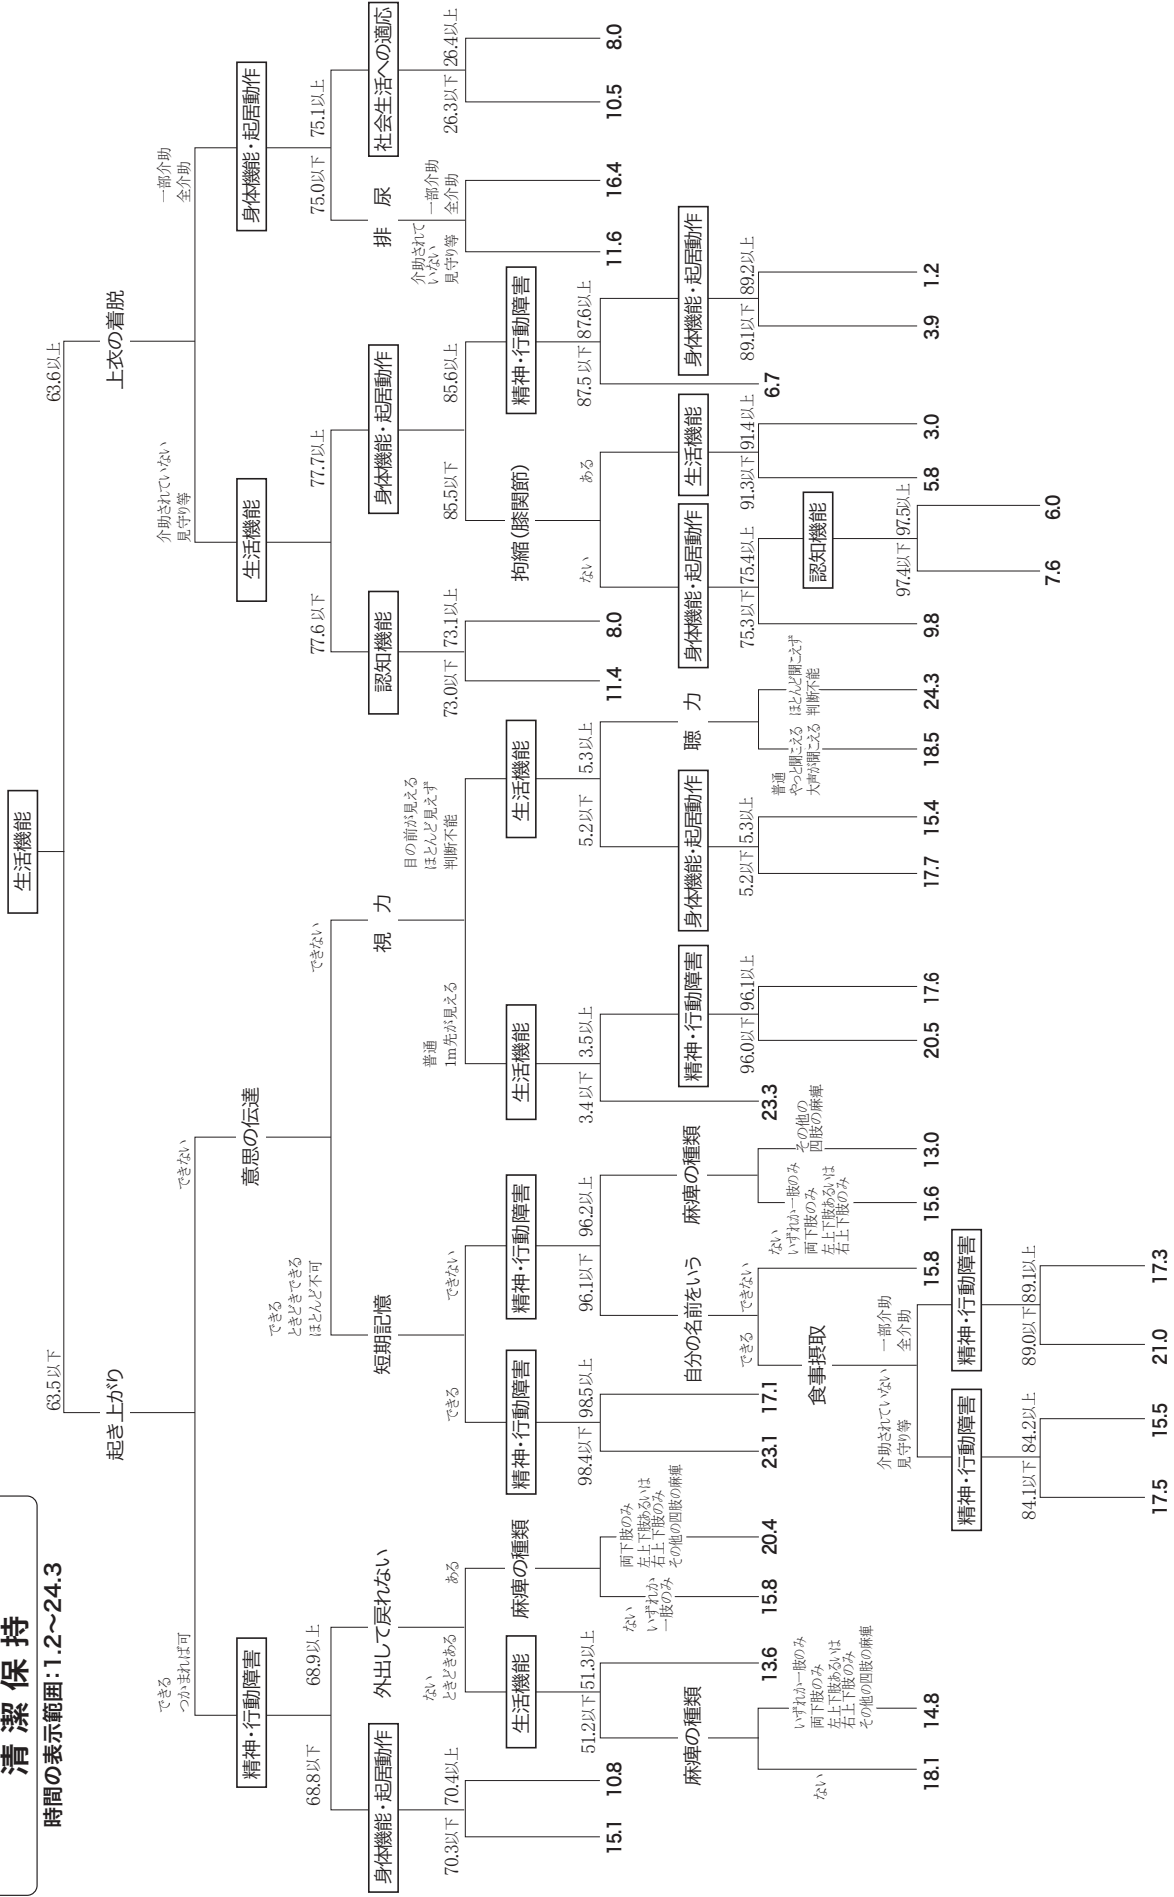 清潔保持
時間の表示範囲：1.2～24.3
生活機能
63.5以下
63.6以上
起き上がり
上衣の着脱
できる
つかまれば可
できない
介助されていない
見守り等
一部介助
全介助
精神・行動障害
意思の伝達
生活機能
身体機能・起居動作
68.8以下
68.9以上
できる
ときどきできる
ほとんど不可
できない
77.6以下
77.7以上
75.0以下
75.1以上
身体機能・起居動作
外出して戻れない
短期記憶
視力
認知機能
身体機能・起居動作
排尿
社会生活への適応
70.3以下
70.4以上
ない
ときどきある
ある
できる
できない
普通
1m先が見える
目の前が見える
ほとんど見えず
判断不能
73.0以下
73.1以上
85.5以下
85.6以上
介助されて
いない
見守り等
一部介助
全介助
26.3以下
26.4以上
15.1
10.8
生活機能
麻痺の種類
精神・行動障害
精神・行動障害
生活機能
生活機能
11.4
8.0
拘縮（膝関節）
精神・行動障害
11.6
16.4
10.5
8.0
51.2以下
51.3以上
ない
いずれか
一肢のみ
両下肢のみ
左上下肢あるいは
右上下肢のみ
その他の四肢の麻痺
98.4以下
98.5以上
96.1以下
96.2以上
3.4以下
3.5以上
5.2以下
5.3以上
ない
ある
87.5以下
87.6以上
麻痺の種類
13.6
15.8
20.4
23.1
17.1
自分の名前をいう
麻痺の種類
23.3
精神・行動障害
身体機能・起居動作
聴力
身体機能・起居動作
生活機能
6.7
身体機能・起居動作
ない
いずれか一肢のみ
両下肢のみ
左上下肢あるいは
右上下肢のみ
その他の四肢の麻痺
できる
できない
ない
いずれか一肢のみ
両下肢のみ
左上下肢あるいは
右上下肢のみ
その他の
四肢の麻痺
96.0以下
96.1以上
5.2以下
5.3以上
普通
やっと聞こえる
大声が聞こえる
ほとんど聞こえず
判断不能
75.3以下
75.4以上
91.3以下
91.4以上
89.1以下
89.2以上
18.1
14.8
食事摂取
15.8
15.6
13.0
20.5
17.6
17.7
15.4
18.5
24.3
9.8
認知機能
5.8
3.0
3.9
1.2
介助されていない
見守り等
一部介助
全介助
97.4以下
97.5以上
精神・行動障害
精神・行動障害
7.6
6.0
84.1以下
84.2以上
89.0以下
89.1以上
17.5
15.5
21.0
17.3